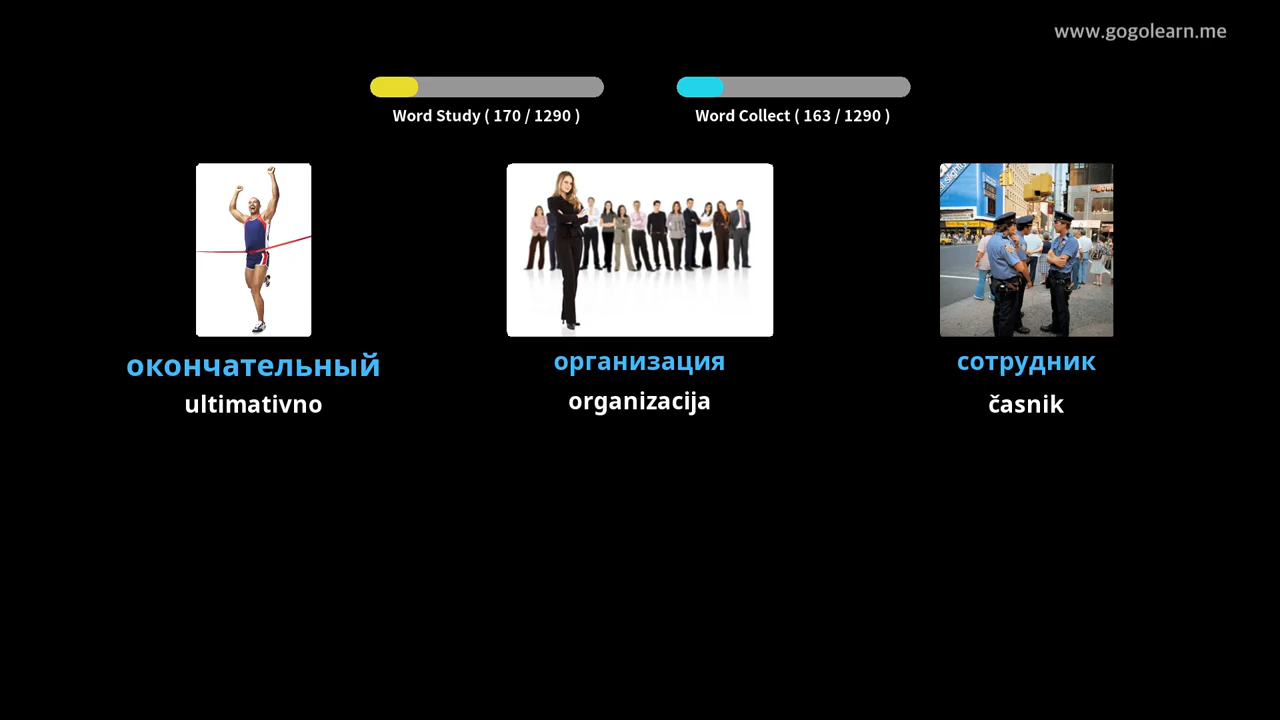 www.gogolearn.me
Word Study ( 170 / 1290 )
Word Collect ( 163 / 1290 )
окончательный
ultimativno
организация
organizacija
сотрудник
časnik